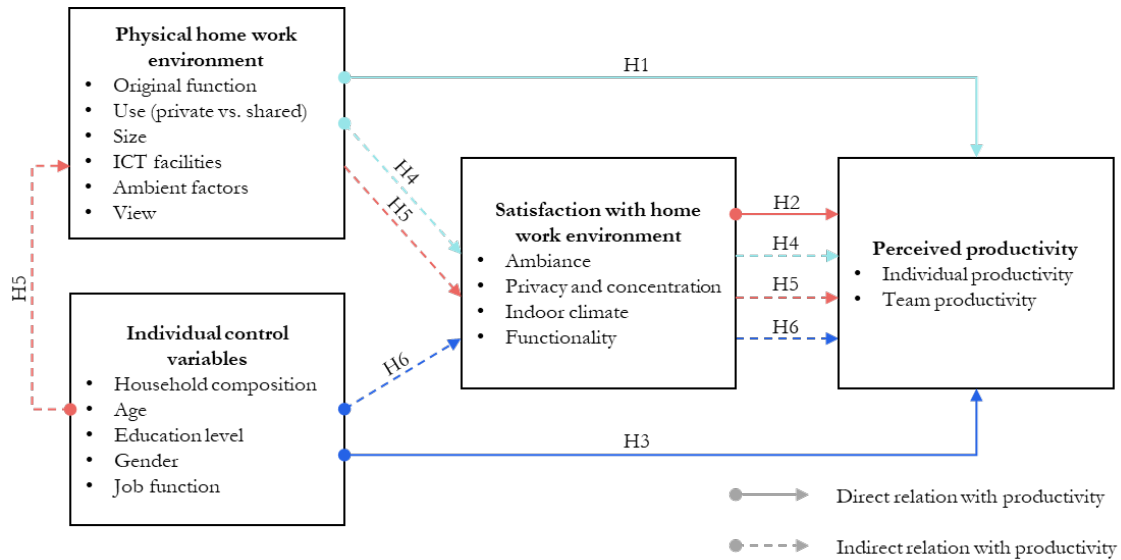 Physical home work
environment
• Original function
• Use (private vs. shared)
• Size
• ICT facilities
• Ambient factors
• View
H1
H4
H5
H5
Satisfaction with home
work environment
• Ambiance
• Privacy and concentration
• Indoor climate
• Functionality
H2
H4
H5
H6
Perceived productivity
• Individual productivity
• Team productivity
Individual control
variables
• Household composition
• Age
• Education level
• Gender
• Job function
H6
H3
Direct relation with productivity
Indirect relation with productivity